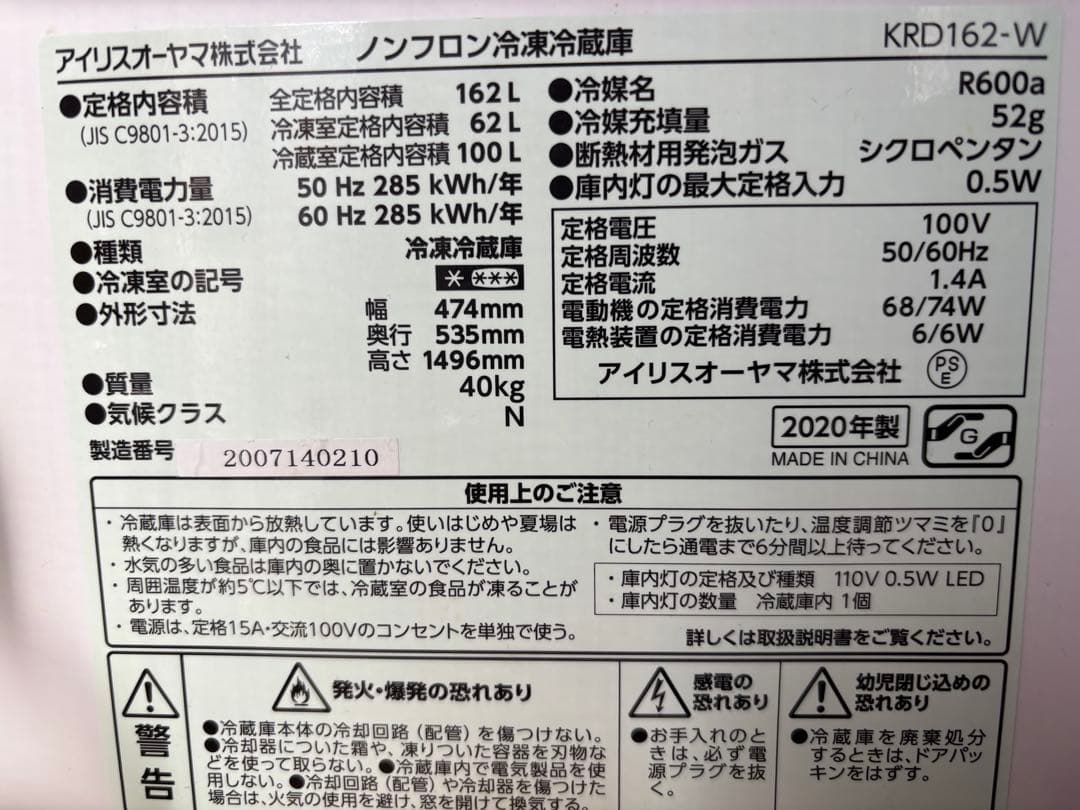 アイリスオーヤマ株式会社 ノンフロン冷凍冷蔵庫 KRD162-W
●定格内容積 全定格内容積 162 L
(JIS C9801-3:2015) 冷凍室定格内容積 62 L
冷蔵室定格内容積 100 L
●消費電力量 50 Hz 285 kWh/年
(JIS C9801-3:2015) 60 Hz 285 kWh/年
●種類 冷凍冷蔵庫
●冷凍室の記号
●外形寸法 幅 474mm
奥行 535mm
高さ 1496mm
●質量 40kg
●気候クラス N
製造番号 2007140210
●冷媒名 R600a
●冷媒充填量 52g
●断熱材用発泡ガス シクロペンタン
●庫内灯の最大定格入力 0.5W
定格電圧 100V
定格周波数 50/60Hz
定格電流 1.4A
電動機の定格消費電力 68/74W
電熱装置の定格消費電力 6/6W
アイリスオーヤマ株式会社 PSE
2020年製
MADE IN CHINA
G
使用上のご注意
・冷蔵庫は表面から放熱しています。使いはじめや夏場は
熱くなりますが、庫内の食品には影響ありません。
・水気の多い食品は庫内の奥に置かないでください。
・周囲温度が約5℃以下では、冷蔵室の食品が凍ることが
あります。
・電源は、定格15A・交流100Vのコンセントを単独で使う。
・電源プラグを抜いたり、温度調節ツマミを『0』
にしたら通電まで6分間以上待ってください。
・庫内灯の定格及び種類 110V 0.5W LED
・庫内灯の数量 冷蔵庫内 1個
詳しくは取扱説明書をご覧ください。
警告
発火・爆発の恐れあり
●冷蔵庫本体の冷却回路（配管）を傷つけない。
●冷却器についた霜や、凍りついた容器を刃物な
どを使って取らない。●冷蔵庫内で電気製品を使
用しない。●冷却回路（配管）や冷却器を傷つけた
場合は、火気の使用を避け、窓を開けて換気する。
感電の
恐れあり
●お手入れのと
きは、必ず電
源プラグを抜
く。
幼児閉じ込めの
恐れあり
●冷蔵庫を廃棄処分
するときは、ドアパッ
キンをはずす。